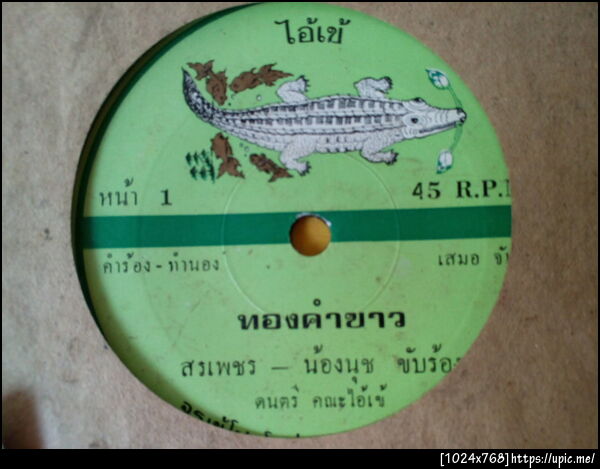 ไอ้เข้
หน้า 1 45 R.P.
คำร้อง - ทำนอง เสมอ
ทองคำขาว
สรเพชร - น้องนุช ขับร้อง
ดนตรี คณะไอ้เข้
[1024x768]https://upic.me/